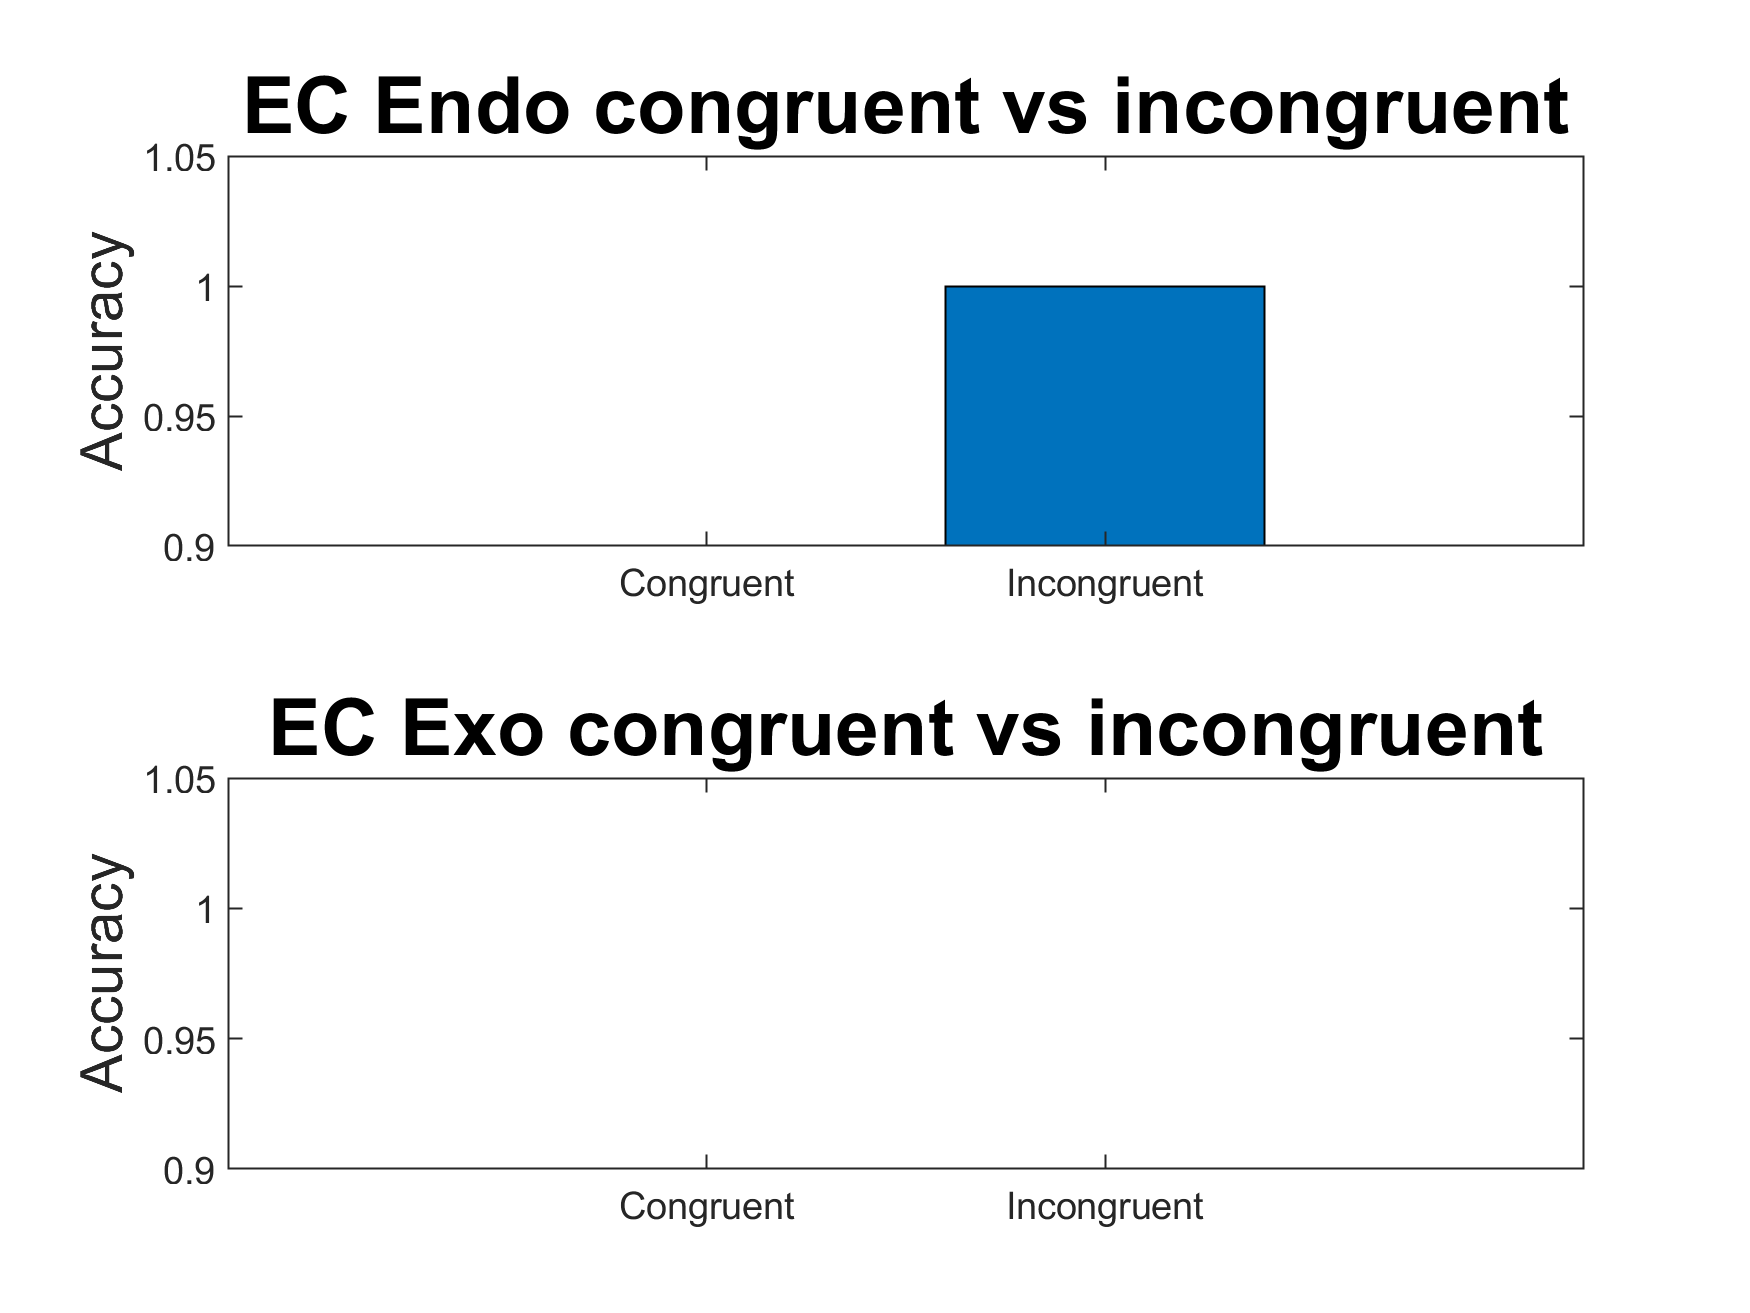 EC Endo congruent vs incongruent
1.05
1
0.95
0.9
Accuracy
Congruent Incongruent
EC Exo congruent vs incongruent
1.05
1
0.95
0.9
Accuracy
Congruent Incongruent